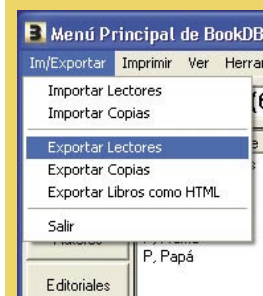 Menú Principal de BookDB
Im/Exportar Imprimir Ver
Importar Lectores
Importar Copias
Exportar Lectores
Exportar Copias
Exportar Libros como HTML
Salir
P, Papá
Editoriales